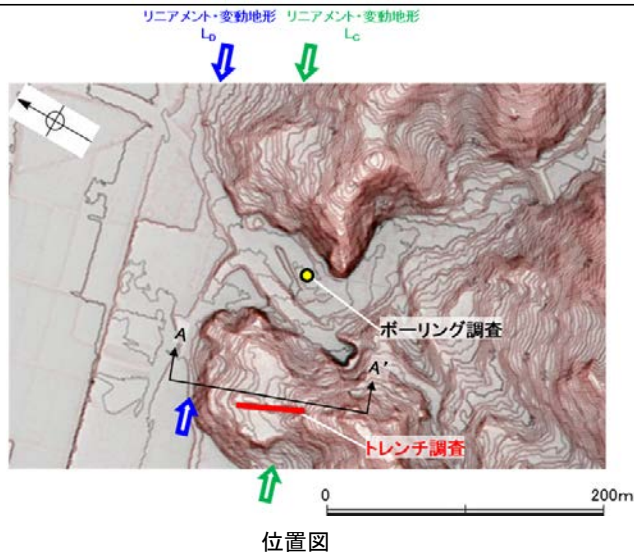 リニアメント・変動地形
L_D
リニアメント・変動地形
L_C
ボーリング調査
A
A'
トレンチ調査
0
200m
位置図